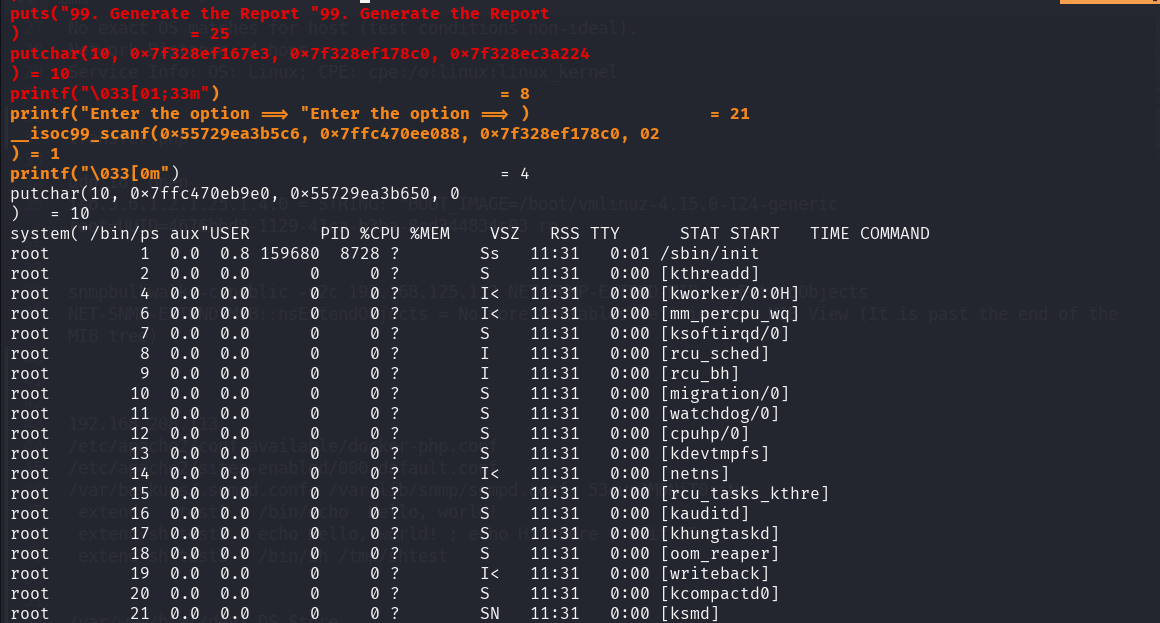 puts("99. Generate the Report "99. Generate the Report
) = 25
putchar(10, 0×7f328ef167e3, 0×7f328ef178c0, 0×7f328ec3a224
) = 10
printf("\033[01;33m") = 8
printf("Enter the option ⟹ "Enter the option ⟹ ) = 21
__isoc99_scanf(0×55729ea3b5c6, 0×7ffc470ee088, 0×7f328ef178c0, 02
) = 1
printf("\033[0m") = 4
putchar(10, 0×7ffc470eb9e0, 0×55729ea3b650, 0
) = 10
system("/bin/ps aux"USER PID %CPU %MEM VSZ RSS TTY STAT START TIME COMMAND
root 1 0.0 0.8 159680 8728 ? Ss 11:31 0:01 /sbin/init
root 2 0.0 0.0 0 0 ? S 11:31 0:00 [kthreadd]
root 4 0.0 0.0 0 0 ? I< 11:31 0:00 [kworker/0:0H]
root 6 0.0 0.0 0 0 ? I< 11:31 0:00 [mm_percpu_wq]
root 7 0.0 0.0 0 0 ? S 11:31 0:00 [ksoftirqd/0]
root 8 0.0 0.0 0 0 ? I 11:31 0:00 [rcu_sched]
root 9 0.0 0.0 0 0 ? I 11:31 0:00 [rcu_bh]
root 10 0.0 0.0 0 0 ? S 11:31 0:00 [migration/0]
root 11 0.0 0.0 0 0 ? S 11:31 0:00 [watchdog/0]
root 12 0.0 0.0 0 0 ? S 11:31 0:00 [cpuhp/0]
root 13 0.0 0.0 0 0 ? S 11:31 0:00 [kdevtmpfs]
root 14 0.0 0.0 0 0 ? I< 11:31 0:00 [netns]
root 15 0.0 0.0 0 0 ? S 11:31 0:00 [rcu_tasks_kthre]
root 16 0.0 0.0 0 0 ? S 11:31 0:00 [kauditd]
root 17 0.0 0.0 0 0 ? S 11:31 0:00 [khungtaskd]
root 18 0.0 0.0 0 0 ? S 11:31 0:00 [oom_reaper]
root 19 0.0 0.0 0 0 ? I< 11:31 0:00 [writeback]
root 20 0.0 0.0 0 0 ? S 11:31 0:00 [kcompactd0]
root 21 0.0 0.0 0 0 ? SN 11:31 0:00 [ksmd]